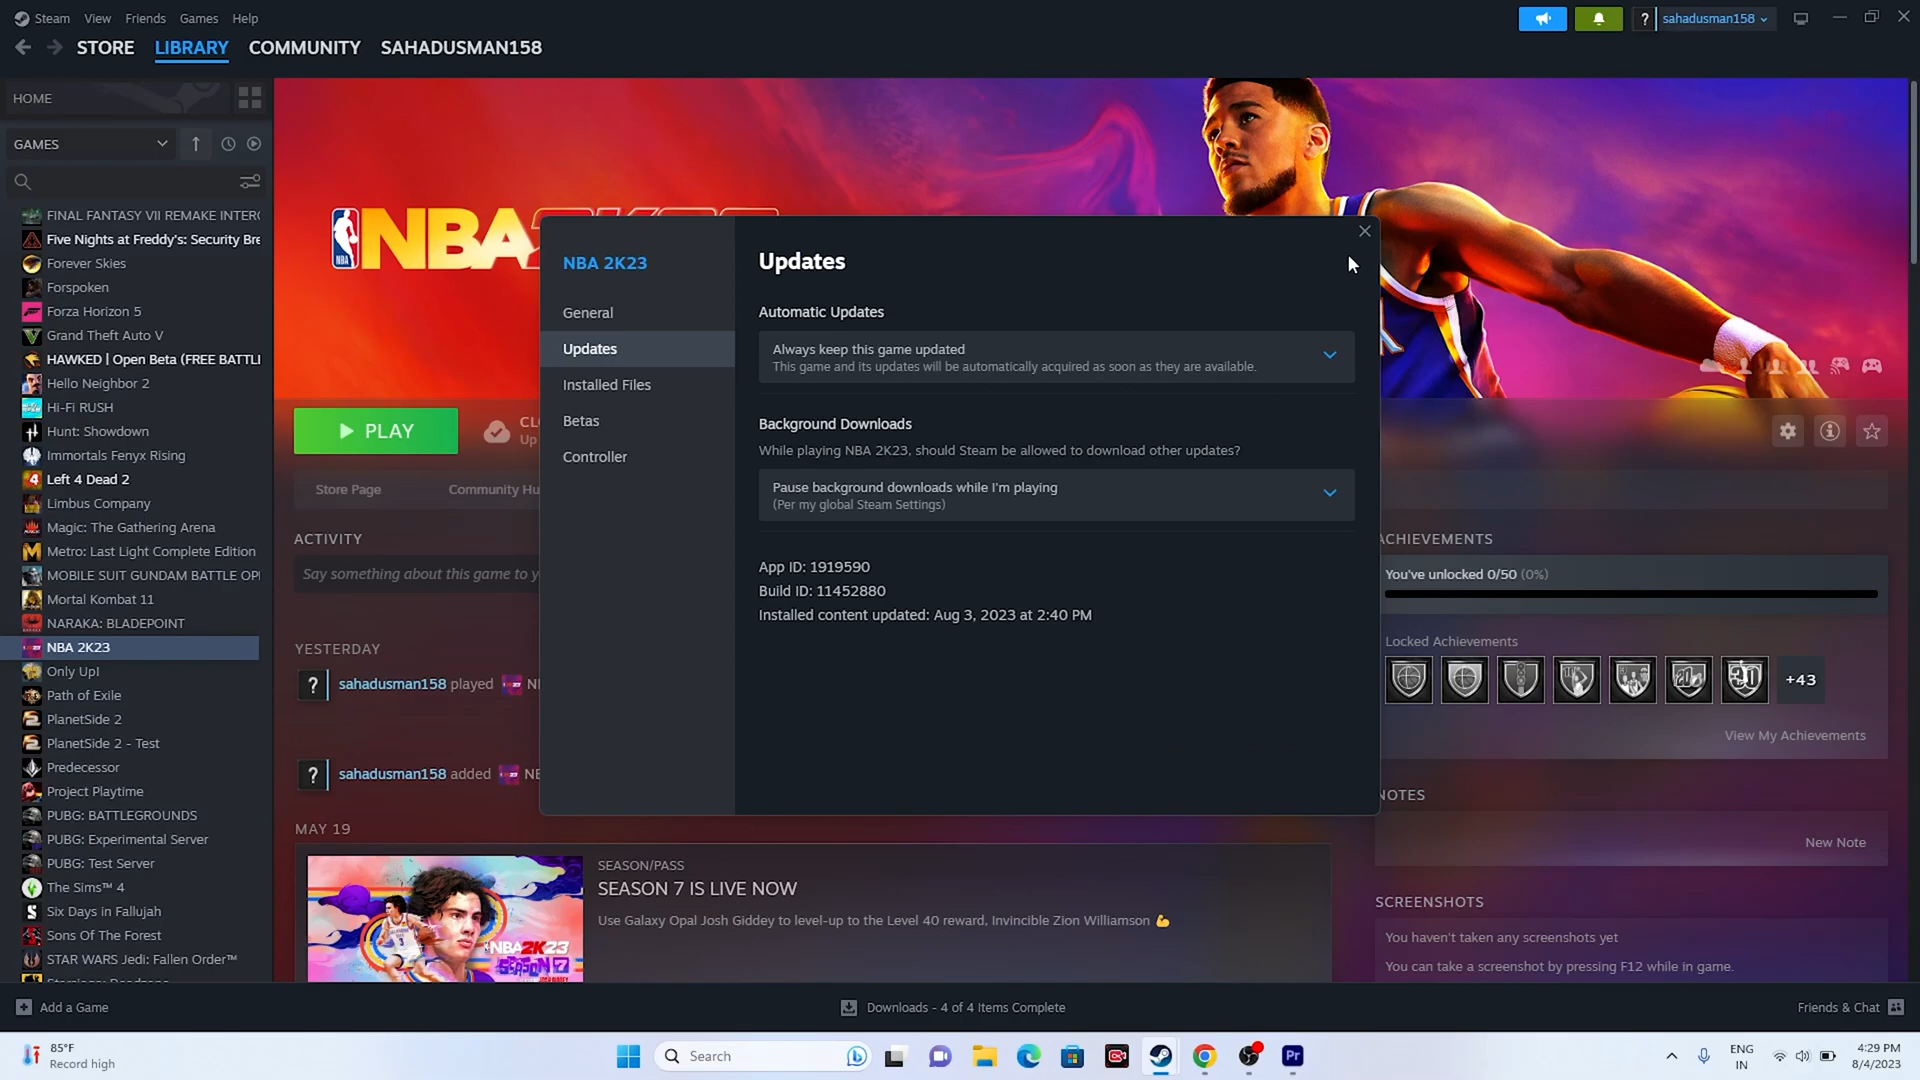 Steam View Friends Games Help
sahadusman158
STORE LIBRARY COMMUNITY SAHADUSMAN158
HOME
GAMES
FINAL FANTASY VII REMAKE INTERG
Five Nights at Freddy's: Security Bre
Forever Skies
Forspoken
Forza Horizon 5
Grand Theft Auto V
HAWKED | Open Beta (FREE BATTLI
Hello Neighbor 2
Hi-Fi RUSH
Hunt: Showdown
Immortals Fenyx Rising
Left 4 Dead 2
Limbus Company
Magic: The Gathering Arena
Metro: Last Light Complete Edition
MOBILE SUIT GUNDAM BATTLE OPI
Mortal Kombat 11
NARAKA: BLADEPOINT
NBA 2K23
Only Up!
Path of Exile
PlanetSide 2
PlanetSide 2 - Test
Predecessor
Project Playtime
PUBG: BATTLEGROUNDS
PUBG: Experimental Server
PUBG: Test Server
The Sims™ 4
Six Days in Fallujah
Sons Of The Forest
STAR WARS Jedi: Fallen Order™
NBA
PLAY
CL
Up
Store Page Community Hu
ACTIVITY
Say something about this game to y
YESTERDAY
sahadusman158 played
sahadusman158 added
MAY 19
NBA2K23
SEASON 7
SEASON/PASS
SEASON 7 IS LIVE NOW
Use Galaxy Opal Josh Giddey to level-up to the Level 40 reward, Invincible Zion Williamson 💪
NBA 2K23
General
Updates
Installed Files
Betas
Controller
Updates
Automatic Updates
Always keep this game updated
This game and its updates will be automatically acquired as soon as they are available.
Background Downloads
While playing NBA 2K23, should Steam be allowed to download other updates?
Pause background downloads while I'm playing
(Per my global Steam Settings)
App ID: 1919590
Build ID: 11452880
Installed content updated: Aug 3, 2023 at 2:40 PM
ACHIEVEMENTS
You've unlocked 0/50 (0%)
Locked Achievements
+43
View My Achievements
NOTES
New Note
SCREENSHOTS
You haven't taken any screenshots yet
You can take a screenshot by pressing F12 while in game.
Add a Game
Downloads - 4 of 4 Items Complete
Friends & Chat
85°F
Record high
Search
Pr
ENG
IN
4:29 PM
8/4/2023